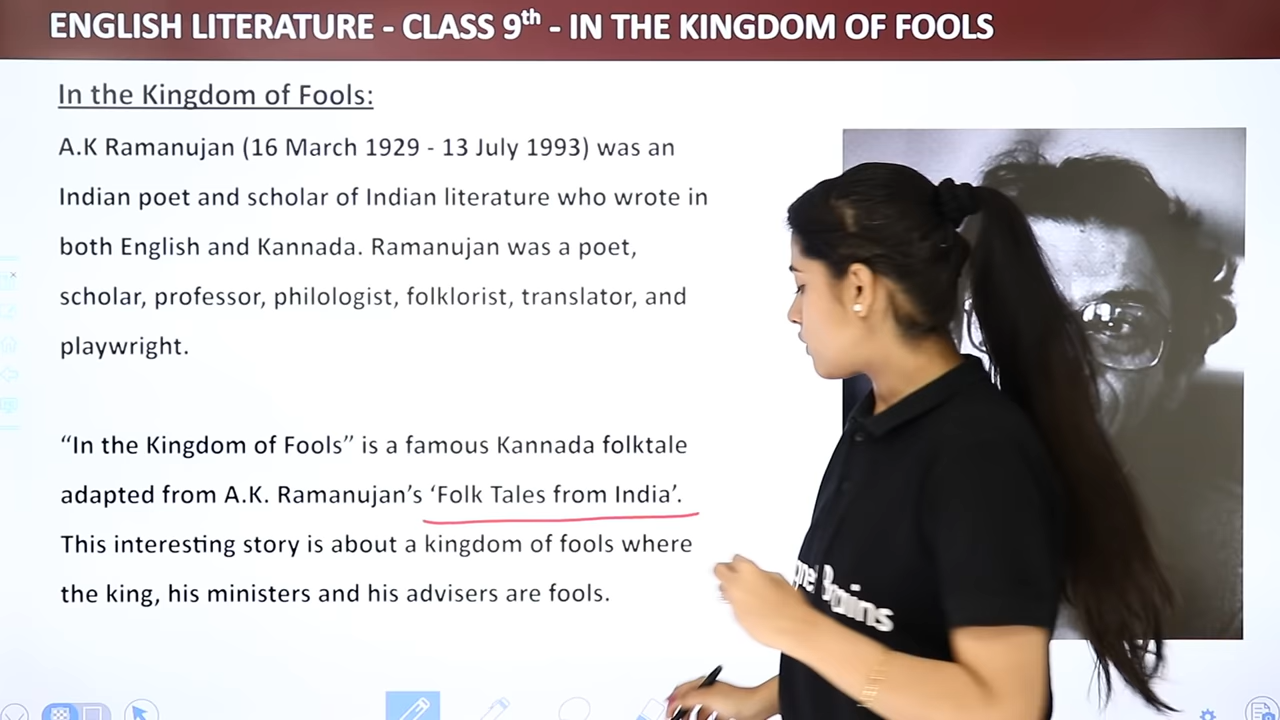 ENGLISH LITERATURE - CLASS 9th - IN THE KINGDOM OF FOOLS
In the Kingdom of Fools:
A.K Ramanujan (16 March 1929 - 13 July 1993) was an
Indian poet and scholar of Indian literature who wrote in
both English and Kannada. Ramanujan was a poet,
scholar, professor, philologist, folklorist, translator, and
playwright.
“In the Kingdom of Fools” is a famous Kannada folktale
adapted from A.K. Ramanujan’s ‘Folk Tales from India’.
This interesting story is about a kingdom of fools where
the king, his ministers and his advisers are fools.
Brains